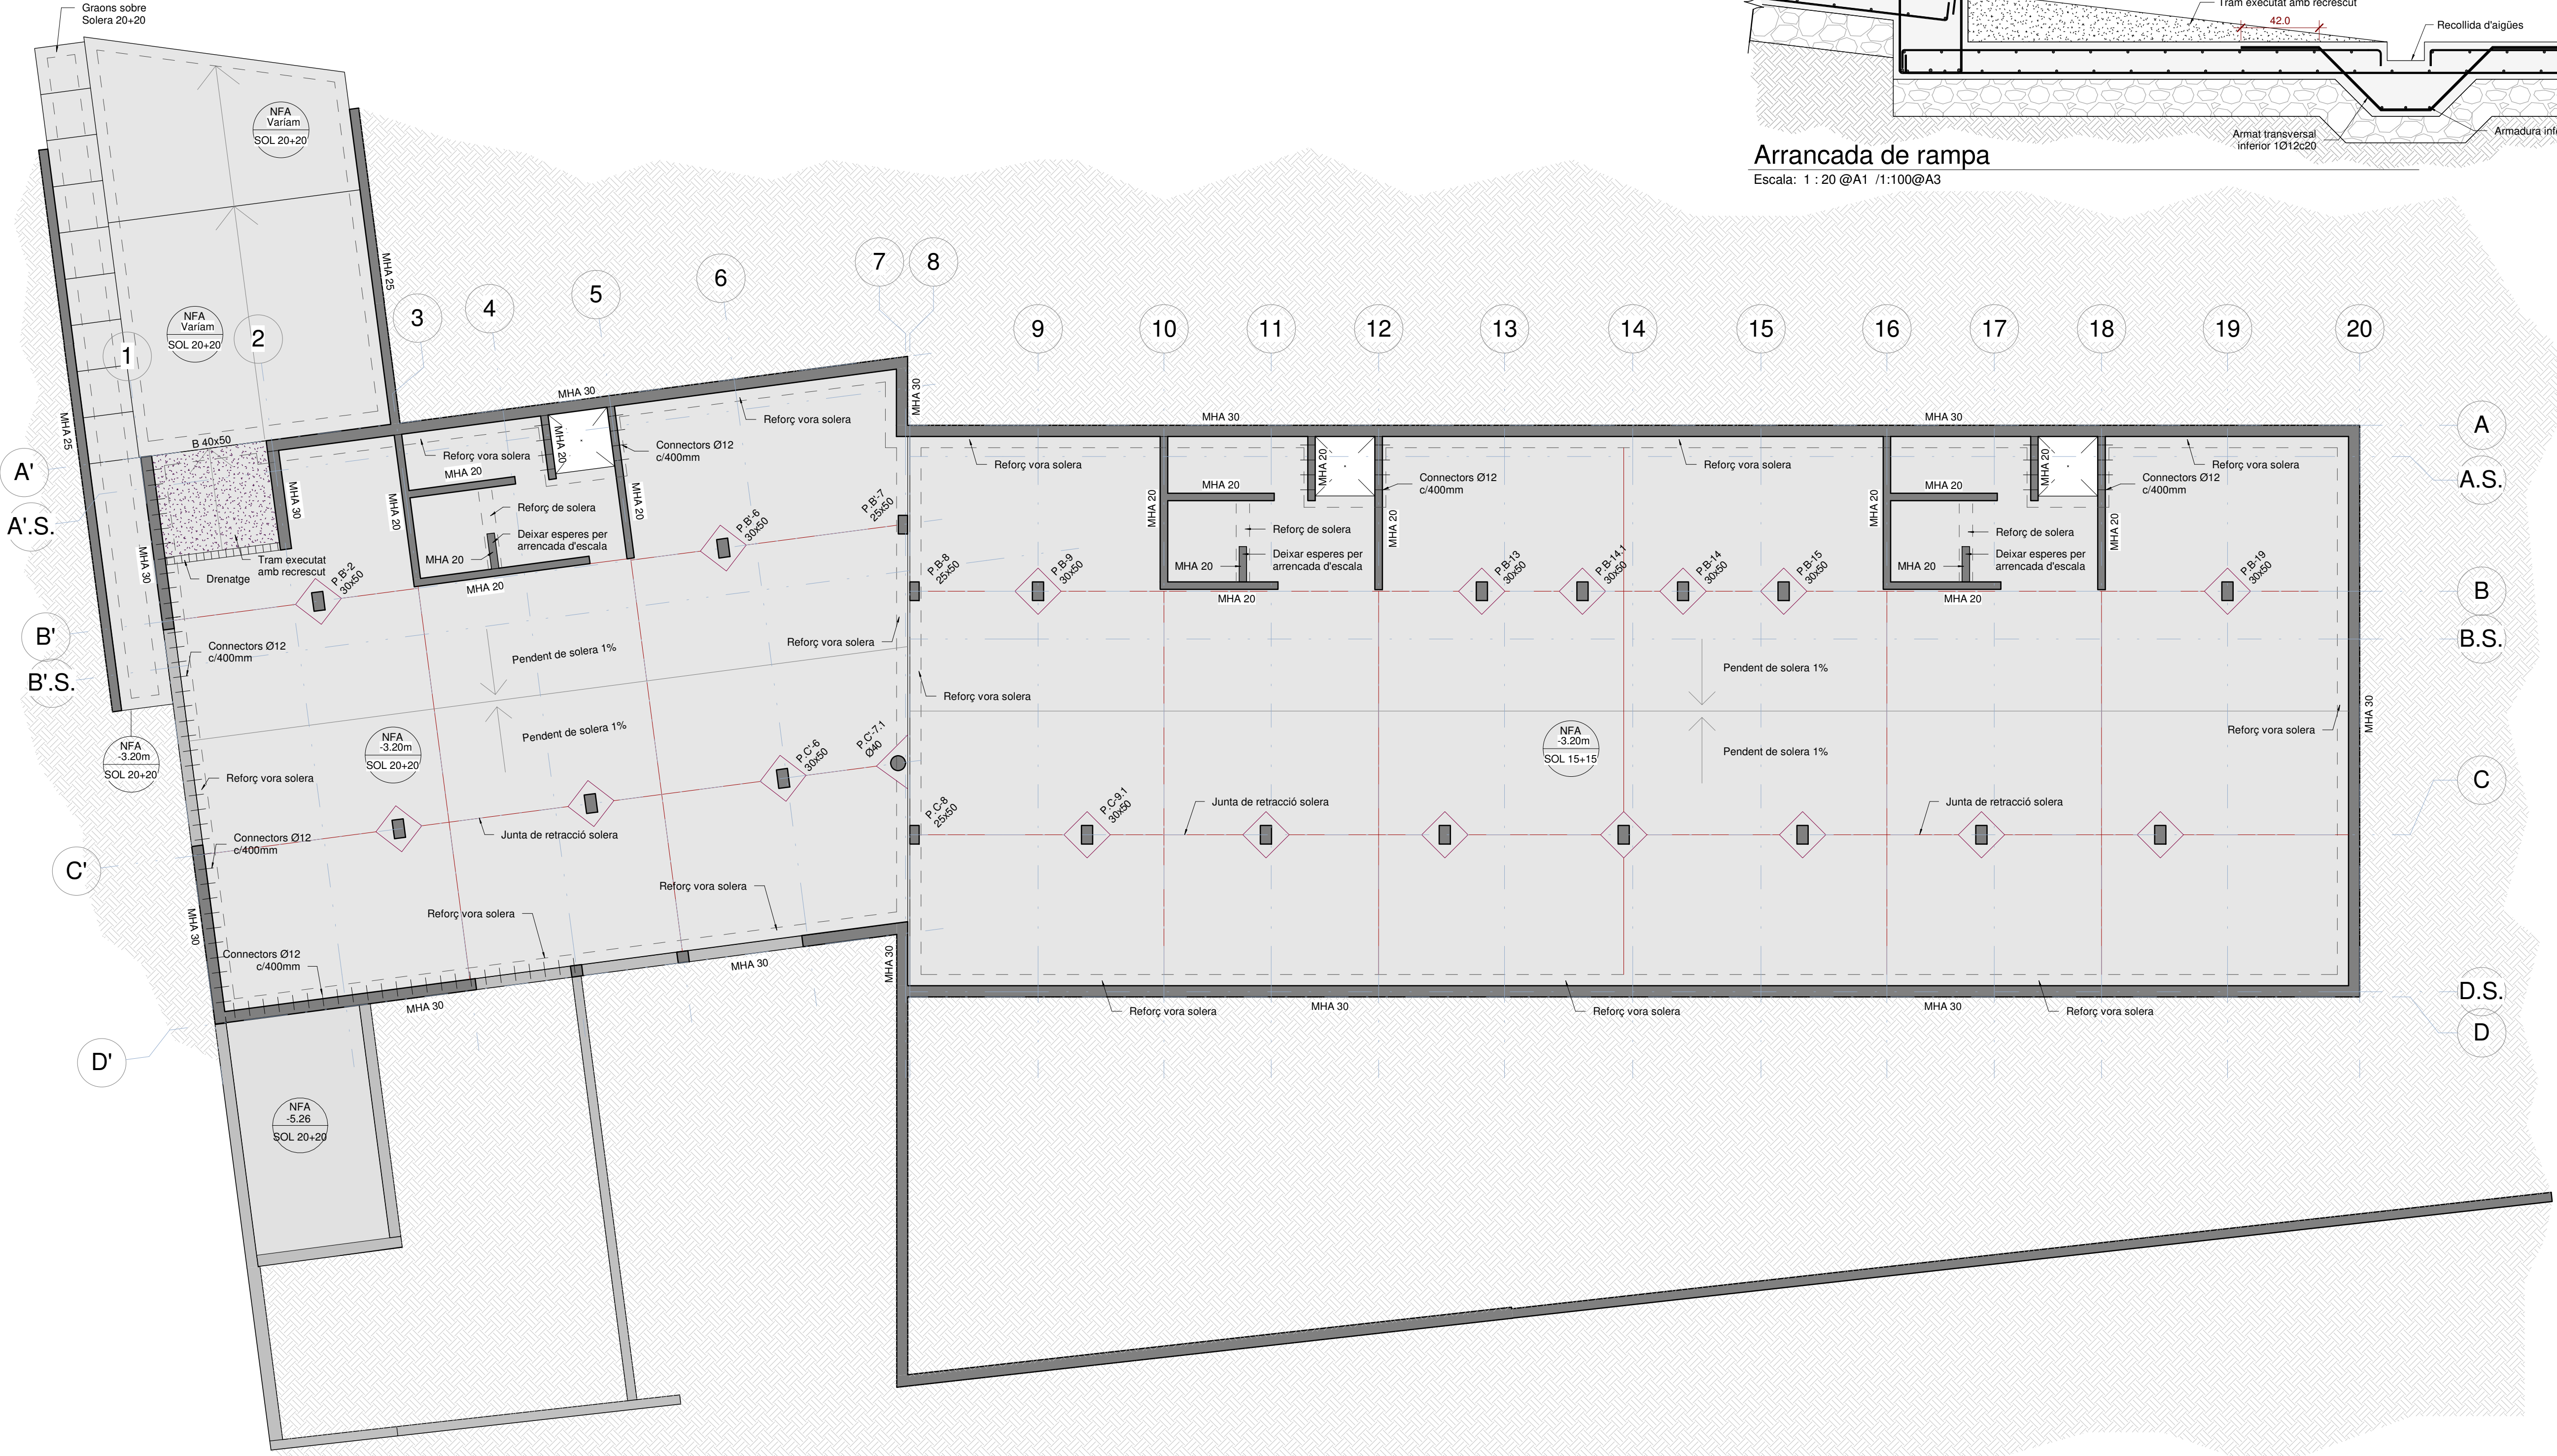 Graons sobre
Solera 20+20
Tram executat amb recrescut
42.0
Recollida d'aigües
Armat transversal
inferior 1Ø12c20
Arrancada de rampa
Escala: 1 : 20 @A1 /1:100@A3
NFA
Variam
SOL 20+20
NFA
Variam
SOL 20+20
MHA 25
MHA 25
1
2
3
4
5
6
7
8
9
10
11
12
13
14
15
16
17
18
19
20
A
A.S.
B
B.S.
C
D.S.
D
A'
A'.S.
B'
B'.S.
C'
D'
B 40x50
MHA 30
MHA 30
MHA 30
MHA 30
Reforç vora solera
Reforç vora solera
MHA 20
MHA 20
MHA 20
MHA 20
MHA 20
MHA 20
Connectors Ø12
c/400mm
Reforç de solera
Deixar esperes per
arrencada d'escala
Tram executat
amb recrescut
Drenatge
P.B'-2
30x50
P.B'-6
30x50
P.B'-7
25x50
Connectors Ø12
c/400mm
Pendent de solera 1%
Pendent de solera 1%
Reforç vora solera
NFA
-3.20m
SOL 20+20
NFA
-3.20m
SOL 20+20
Reforç vora solera
Connectors Ø12
c/400mm
P.C'-6
30x50
P.C'-7.1
Ø40
Junta de retracció solera
Reforç vora solera
Reforç vora solera
Connectors Ø12
c/400mm
MHA 30
MHA 30
MHA 30
MHA 30
NFA
-5.26
SOL 20+20
MHA 30
MHA 30
Reforç vora solera
Reforç vora solera
Reforç vora solera
MHA 20
MHA 20
MHA 20
MHA 20
MHA 20
MHA 20
Connectors Ø12
c/400mm
Reforç de solera
Deixar esperes per
arrencada d'escala
MHA 20
MHA 20
MHA 20
MHA 20
MHA 20
MHA 20
Connectors Ø12
c/400mm
Reforç de solera
Deixar esperes per
arrencada d'escala
P.B-8
25x50
P.B-9
30x50
P.B-13
30x50
P.B-14.1
30x50
P.B-14
30x50
P.B-15
30x50
P.B-19
30x50
Reforç vora solera
Pendent de solera 1%
Pendent de solera 1%
NFA
-3.20m
SOL 15+15
Reforç vora solera
MHA 30
P.C-8
25x50
P.C-9.1
30x50
Junta de retracció solera
Junta de retracció solera
Reforç vora solera
MHA 30
Reforç vora solera
MHA 30
Reforç vora solera